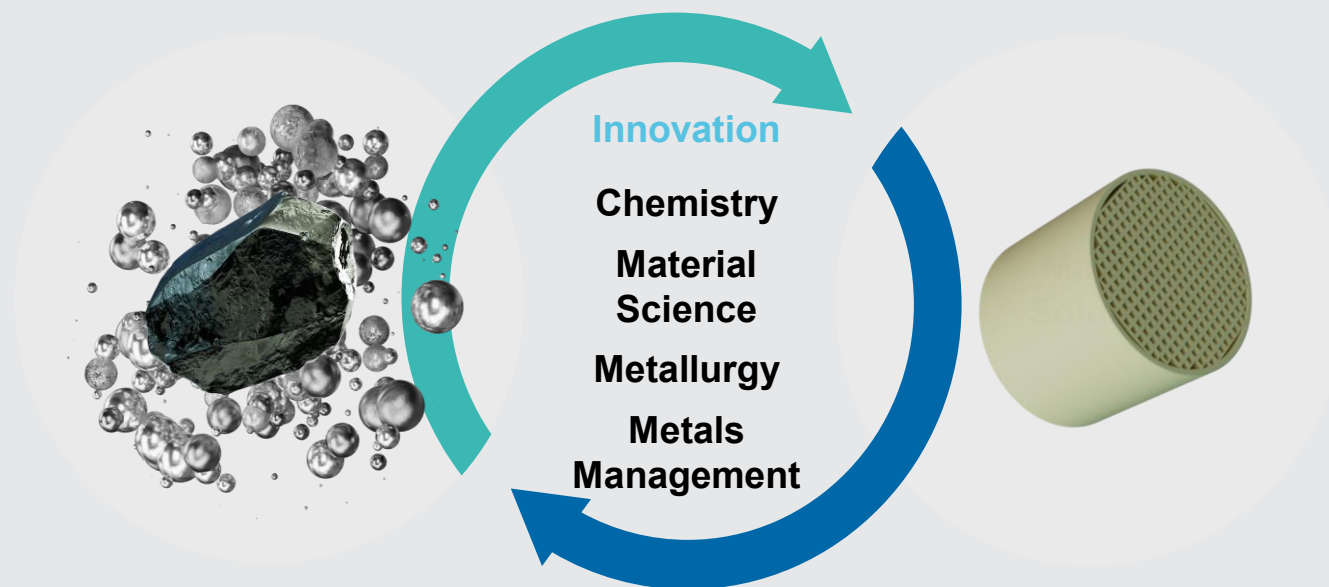 Innovation
Chemistry
Material
Science
Metallurgy
Metals
Management